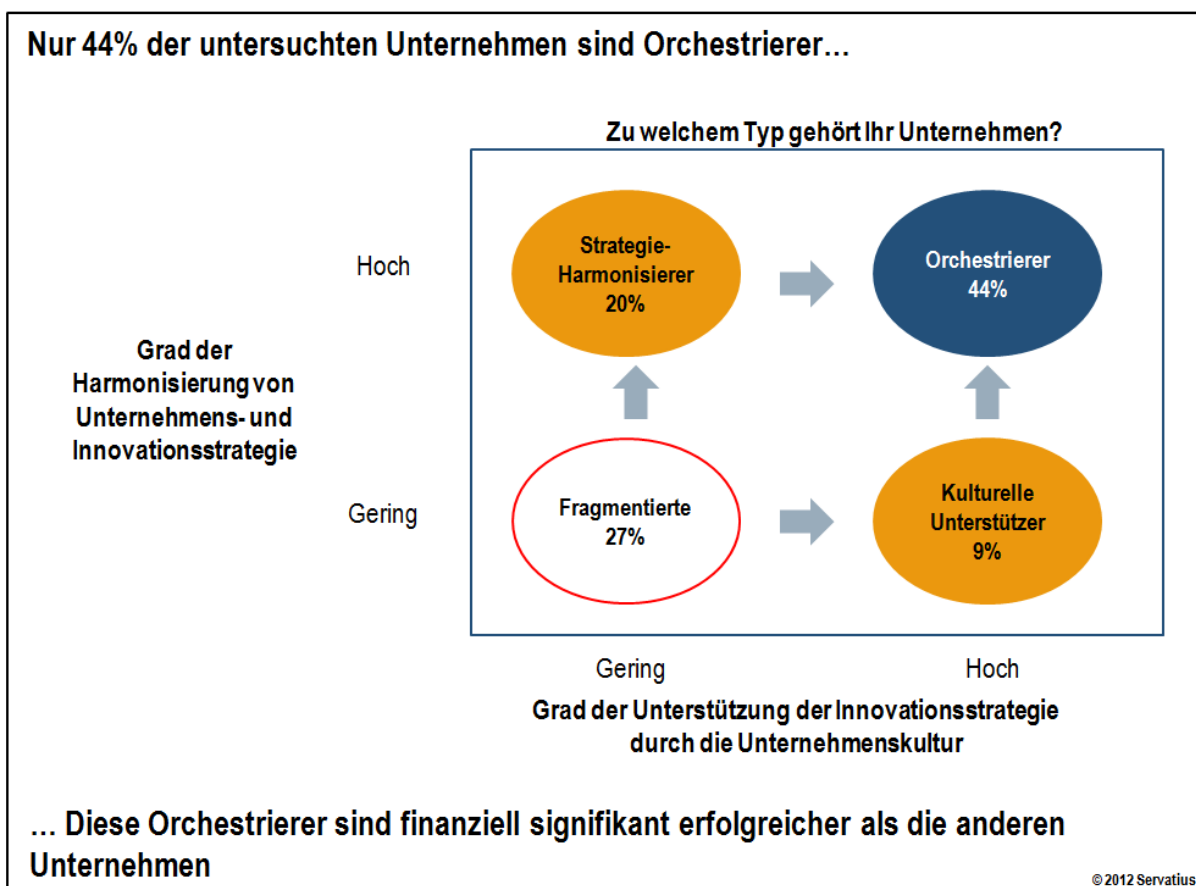 Nur 44% der untersuchten Unternehmen sind Orchestrierer…
Zu welchem Typ gehört Ihr Unternehmen?
Hoch
Strategie-
Harmonisierer
20%
Orchestrierer
44%
Grad der
Harmonisierung von
Unternehmens- und
Innovationsstrategie
Gering
Fragmentierte
27%
Kulturelle
Unterstützer
9%
Gering
Hoch
Grad der Unterstützung der Innovationsstrategie
durch die Unternehmenskultur
… Diese Orchestrierer sind finanziell signifikant erfolgreicher als die anderen
Unternehmen
© 2012 Servatius